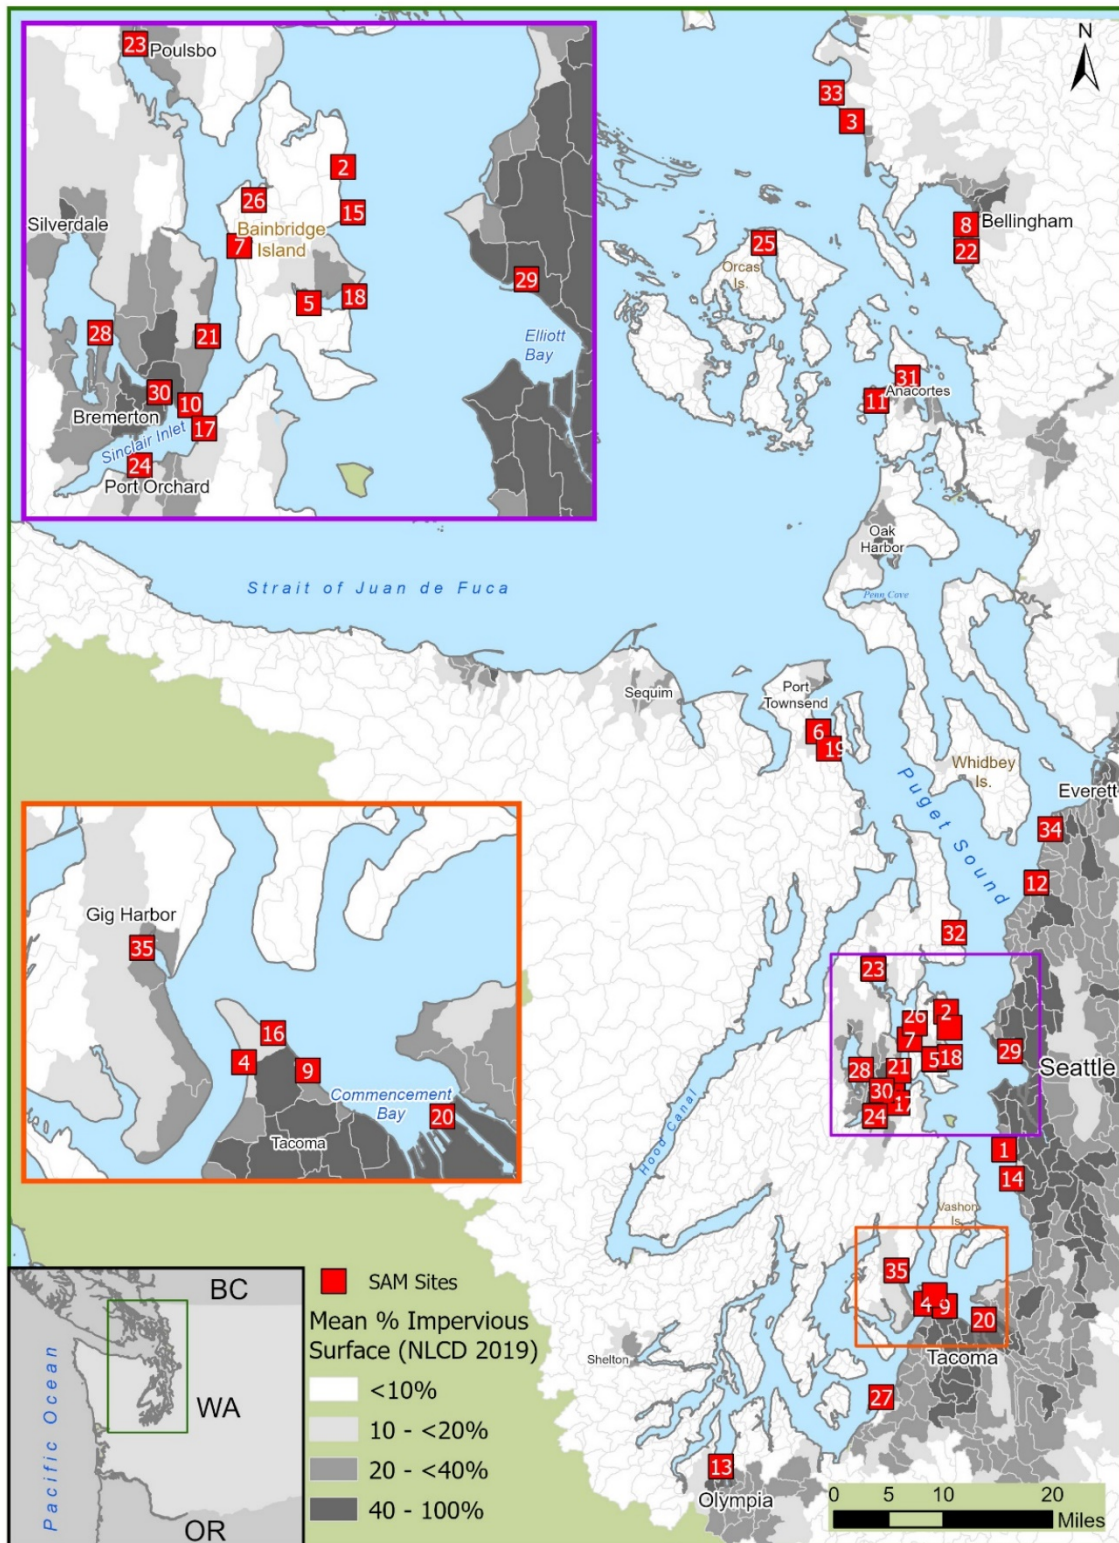 23
Poulsbo
2
26
15
Silverdale
Bainbridge
Island
7
29
5
18
28
21
Elliott
Bay
30
10
Bremerton
17
Sinclair Inlet
24
Port Orchard
N
33
3
8
Bellingham
22
25
Orcas
Is.
31
Anacortes
11
Oak
Harbor
Strait of Juan de Fuca
Penn Cove
Sequim
Port
Townsend
6
19
Whidbey
Is.
Puget Sound
Everett
34
12
32
23
26
2
7
5
18
29
28
21
Seattle
30
17
24
Hood Canal
1
14
Vashon
Is.
35
4
9
20
Tacoma
Shelton
27
13
Olympia
Gig Harbor
35
16
4
9
Commencement
Bay
20
Tacoma
BC
WA
OR
Pacific Ocean
SAM Sites
Mean % Impervious
Surface (NLCD 2019)
<10%
10 - <20%
20 - <40%
40 - 100%
0 5 10 20
Miles